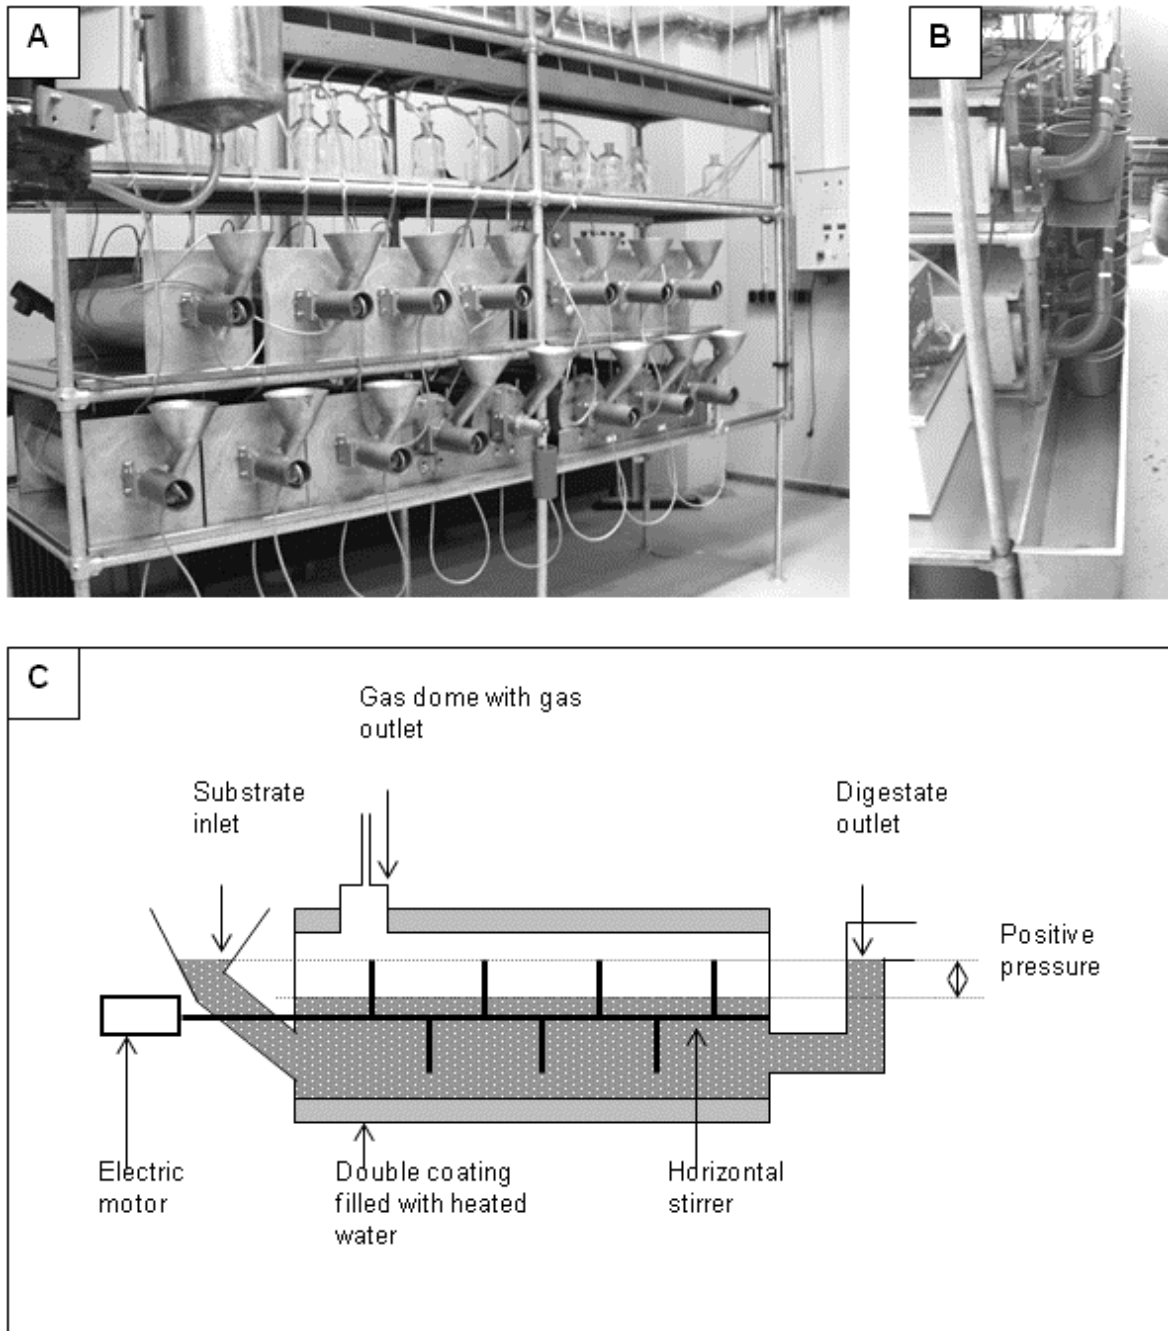 A
B
C
Gas dome with gas
outlet
Substrate
inlet
Digestate
outlet
Positive
pressure
Electric
motor
Double coating
filled with heated
water
Horizontal
stirrer